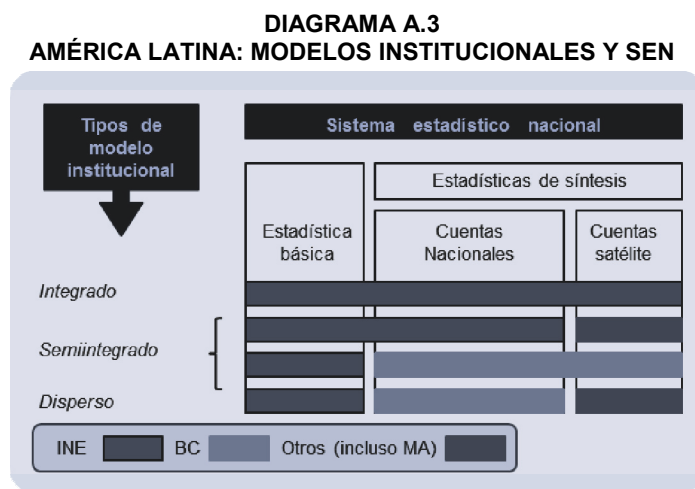 DIAGRAMA A.3
AMÉRICA LATINA: MODELOS INSTITUCIONALES Y SEN
Tipos de
modelo
institucional
Sistema estadístico nacional
Estadísticas de síntesis
Estadística
básica
Cuentas
Nacionales
Cuentas
satélite
Integrado
Semiintegrado
Disperso
INE BC Otros (incluso MA)